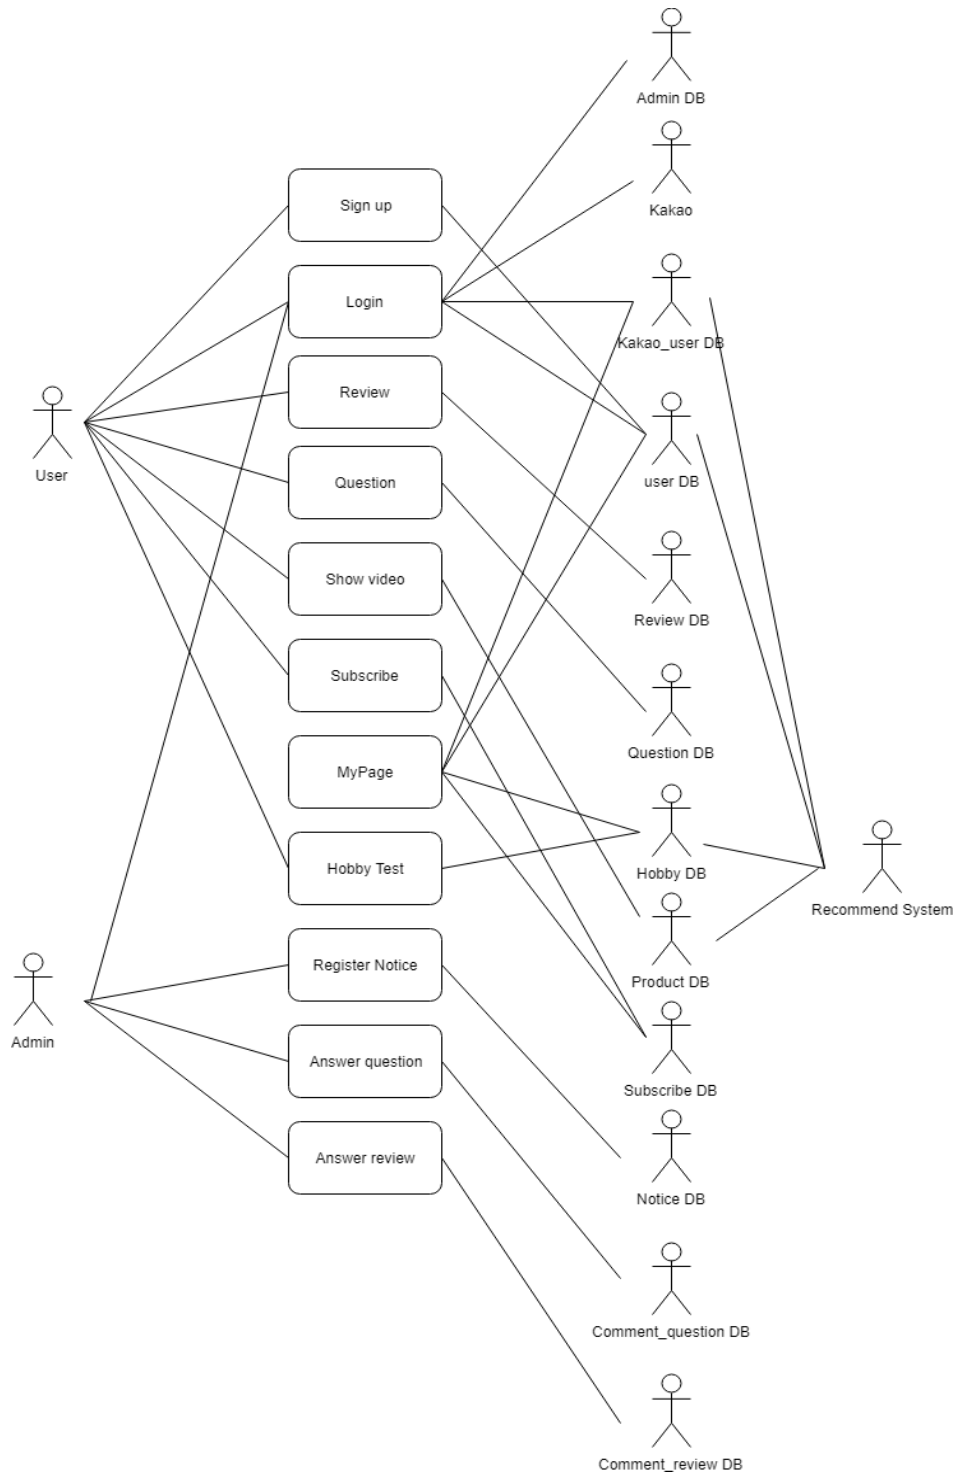 Admin DB
Kakao
Sign up
Login
Kakao_user DB
Review
User
Question
user DB
Show video
Review DB
Subscribe
Question DB
MyPage
Hobby Test
Hobby DB
Recommend System
Register Notice
Product DB
Admin
Answer question
Subscribe DB
Answer review
Notice DB
Comment_question DB
Comment_review DB